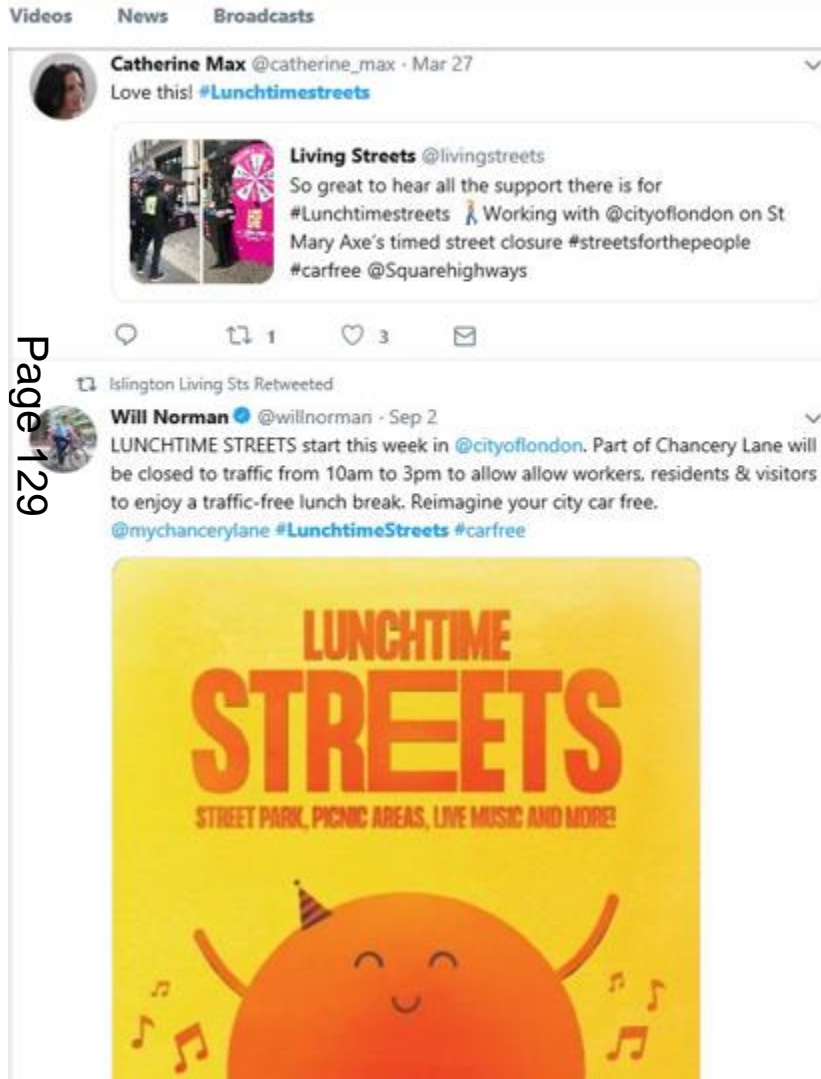 Videos News Broadcasts
Catherine Max @catherine_max · Mar 27
Love this! #Lunchtimestreets
Living Streets @livingstreets
So great to hear all the support there is for
#Lunchtimestreets 🚶 Working with @cityoflondon on St
Mary Axe's timed street closure #streetsforthepeople
#carfree @Squarehighways
1 3
Page 129
Islington Living Sts Retweeted
Will Norman @willnorman · Sep 2
LUNCHTIME STREETS start this week in @cityoflondon. Part of Chancery Lane will
be closed to traffic from 10am to 3pm to allow allow workers, residents & visitors
to enjoy a traffic-free lunch break. Reimagine your city car free.
@mychancerylane #LunchtimeStreets #carfree
LUNCHTIME
STREETS
STREET PARK, PICNIC AREAS, LIVE MUSIC AND MORE!